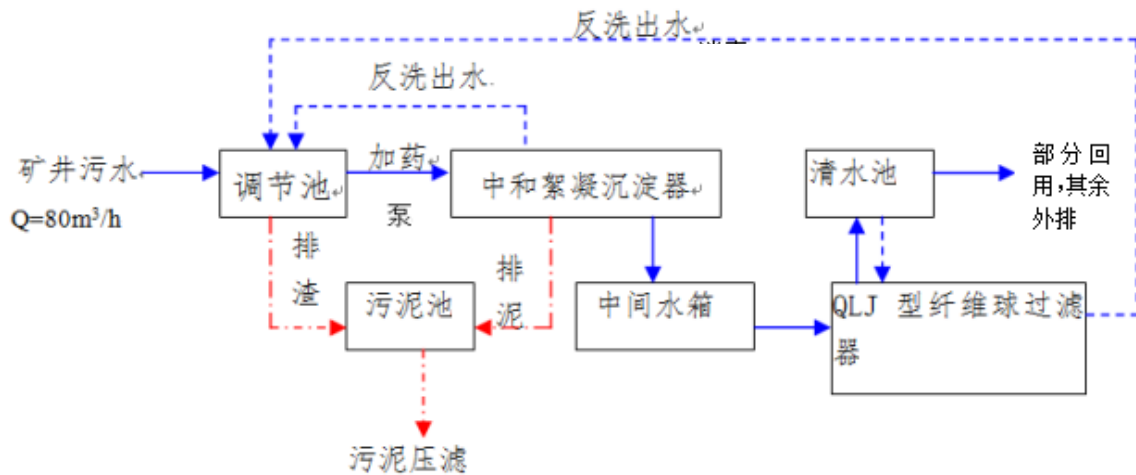 反洗出水
反洗出水.
矿井污水
Q=80m³/h
调节池
加药
泵
中和絮凝沉淀器
清水池
部分回
用,其余
外排
排
渣
污泥池
排
泥
中间水箱
QLJ 型纤维球过滤
器
污泥压滤